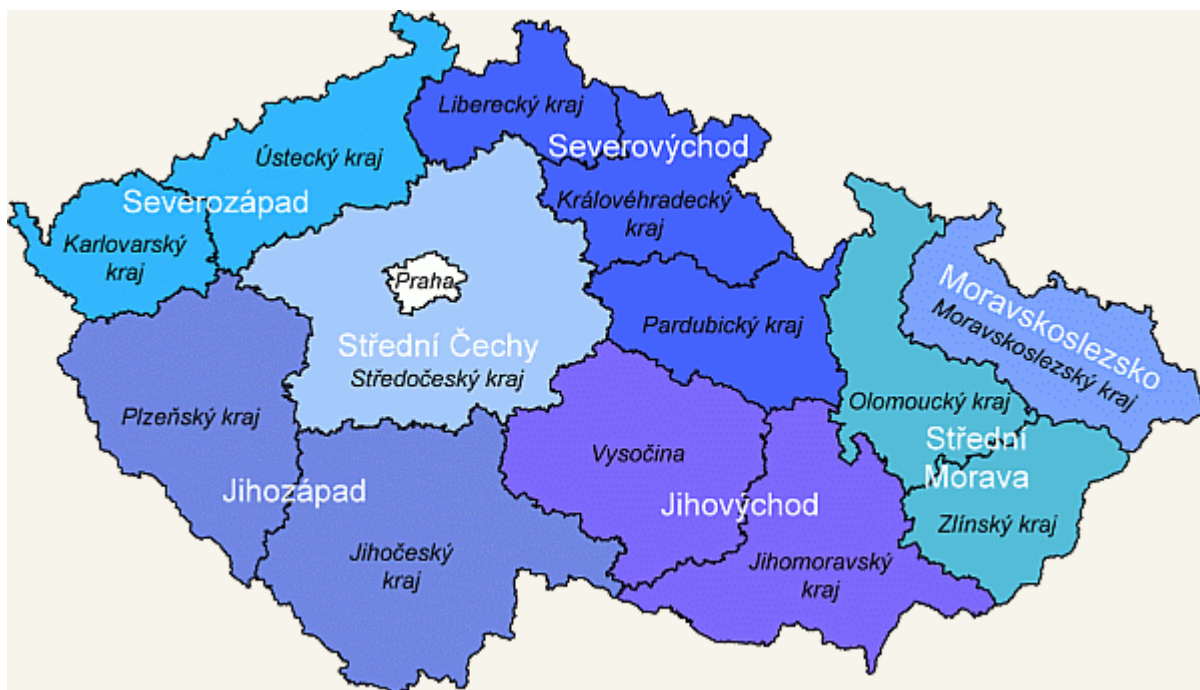 Liberecký kraj
Severovýchod
Ústecký kraj
Severozápad
Královéhradecký
kraj
Karlovarský
kraj
Praha
Moravskoslezsko
Moravskoslezský kraj
Pardubický kraj
Střední Čechy
Středočeský kraj
Plzeňský kraj
Olomoucký kraj
Střední
Morava
Vysočina
Jihozápad
Jihovýchod
Zlínský kraj
Jihočeský
kraj
Jihomoravský
kraj